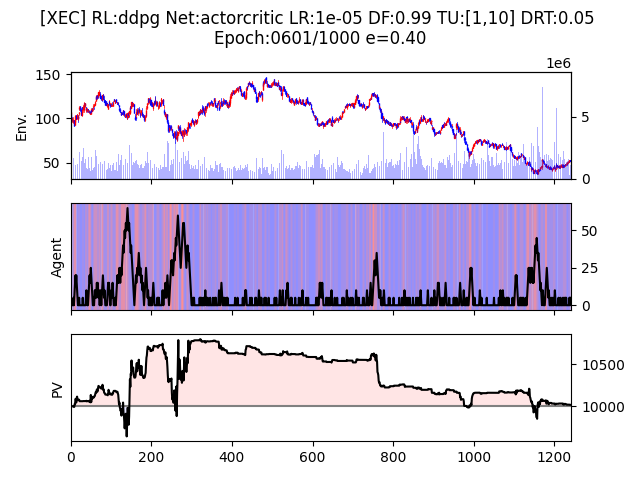 [XEC] RL:ddpg Net:actorcritic LR:1e-05 DF:0.99 TU:[1,10] DRT:0.05
Epoch:0601/1000 e=0.40
1e6
150
100
50
Env.
5
0
Agent
50
25
0
PV
10500
10000
0
200
400
600
800
1000
1200